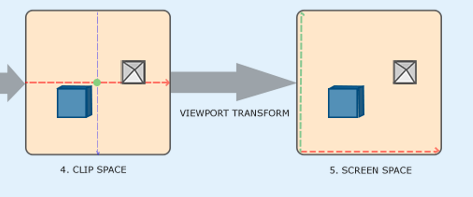 VIEWPORT TRANSFORM
4. CLIP SPACE
5. SCREEN SPACE